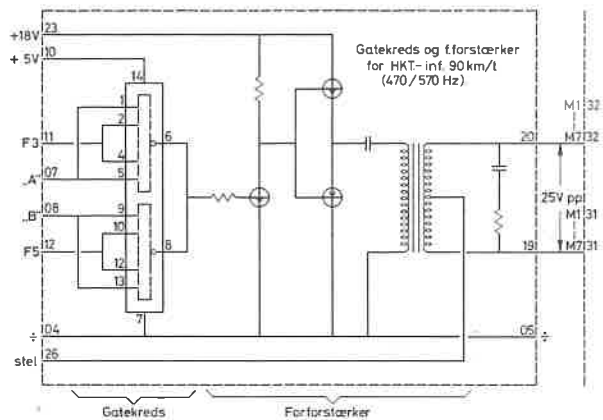 +18V 23
+5V 10
Gatekreds og f.forstærker
for HKT- inf. 90 km/t
(470/570 Hz)
14
1
2
F3 11
4
6
„A" 07
5
„B" 08
9
10
F5 12
12
8
13
7
20
M1 32
M7 32
25V pp
M1 31
19
M7 31
÷ 04
05 ÷
stel 26
Gatekreds
Forforstærker